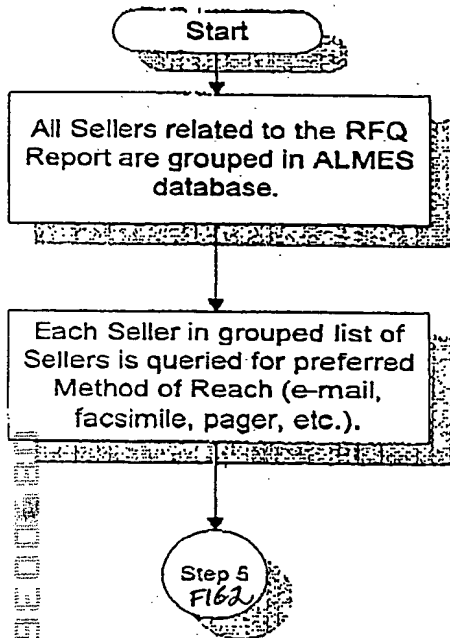 Start
All Sellers related to the RFQ
Report are grouped in ALMES
database.
Each Seller in grouped list of
Sellers is queried for preferred
Method of Reach (e-mail,
facsimile, pager, etc.).
Step 5
FIG2